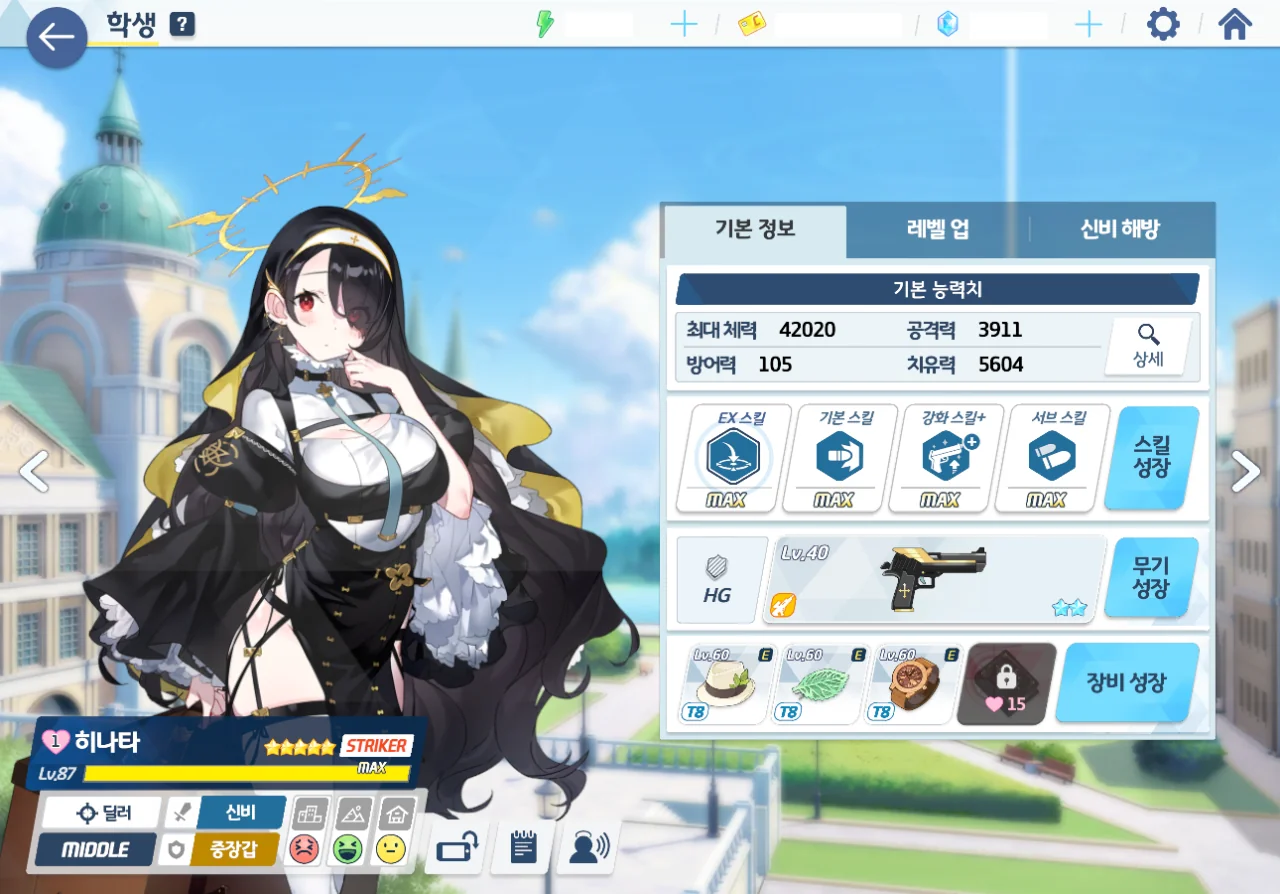 학생 ?
기본 정보 레벨 업 신비 해방
기본 능력치
최대 체력 42020 공격력 3911
방어력 105 치유력 5604
상세
EX 스킬 기본 스킬 강화 스킬+ 서브 스킬
MAX MAX MAX MAX
스킬
성장
HG
Lv.40
무기
성장
Lv.60 E Lv.60 E Lv.60 E
T8 T8 T8
15
장비 성장
1 히나타
STRIKER
Lv.87 MAX
딜러 신비
MIDDLE 중장갑